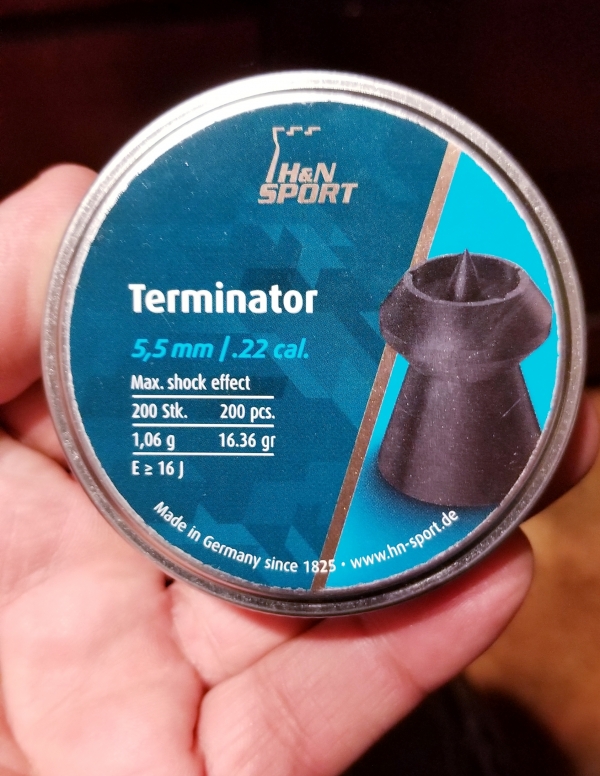 H&N
SPORT
Terminator
5,5 mm | .22 cal.
Max. shock effect
200 Stk. 200 pcs.
1,06 g 16.36 gr
E ≥ 16 J
Made in Germany since 1825 · www.hn-sport.de